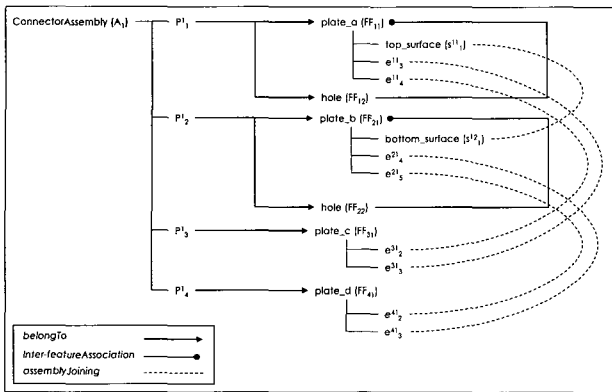 ConnectorAssembly (A₁) P¹₁ plate_a (FF₁₁)
top_surface (s¹¹₁)
e¹¹₃
e¹¹₄
hole (FF₁₂)
P¹₂ plate_b (FF₂₁)
bottom_surface (s¹²₁)
e²¹₄
e²¹₅
hole (FF₂₂)
P¹₃ plate_c (FF₃₁)
e³¹₂
e³¹₃
P¹₄ plate_d (FF₄₁)
e⁴¹₂
e⁴¹₃
belongTo
Inter-featureAssociation
assemblyJoining